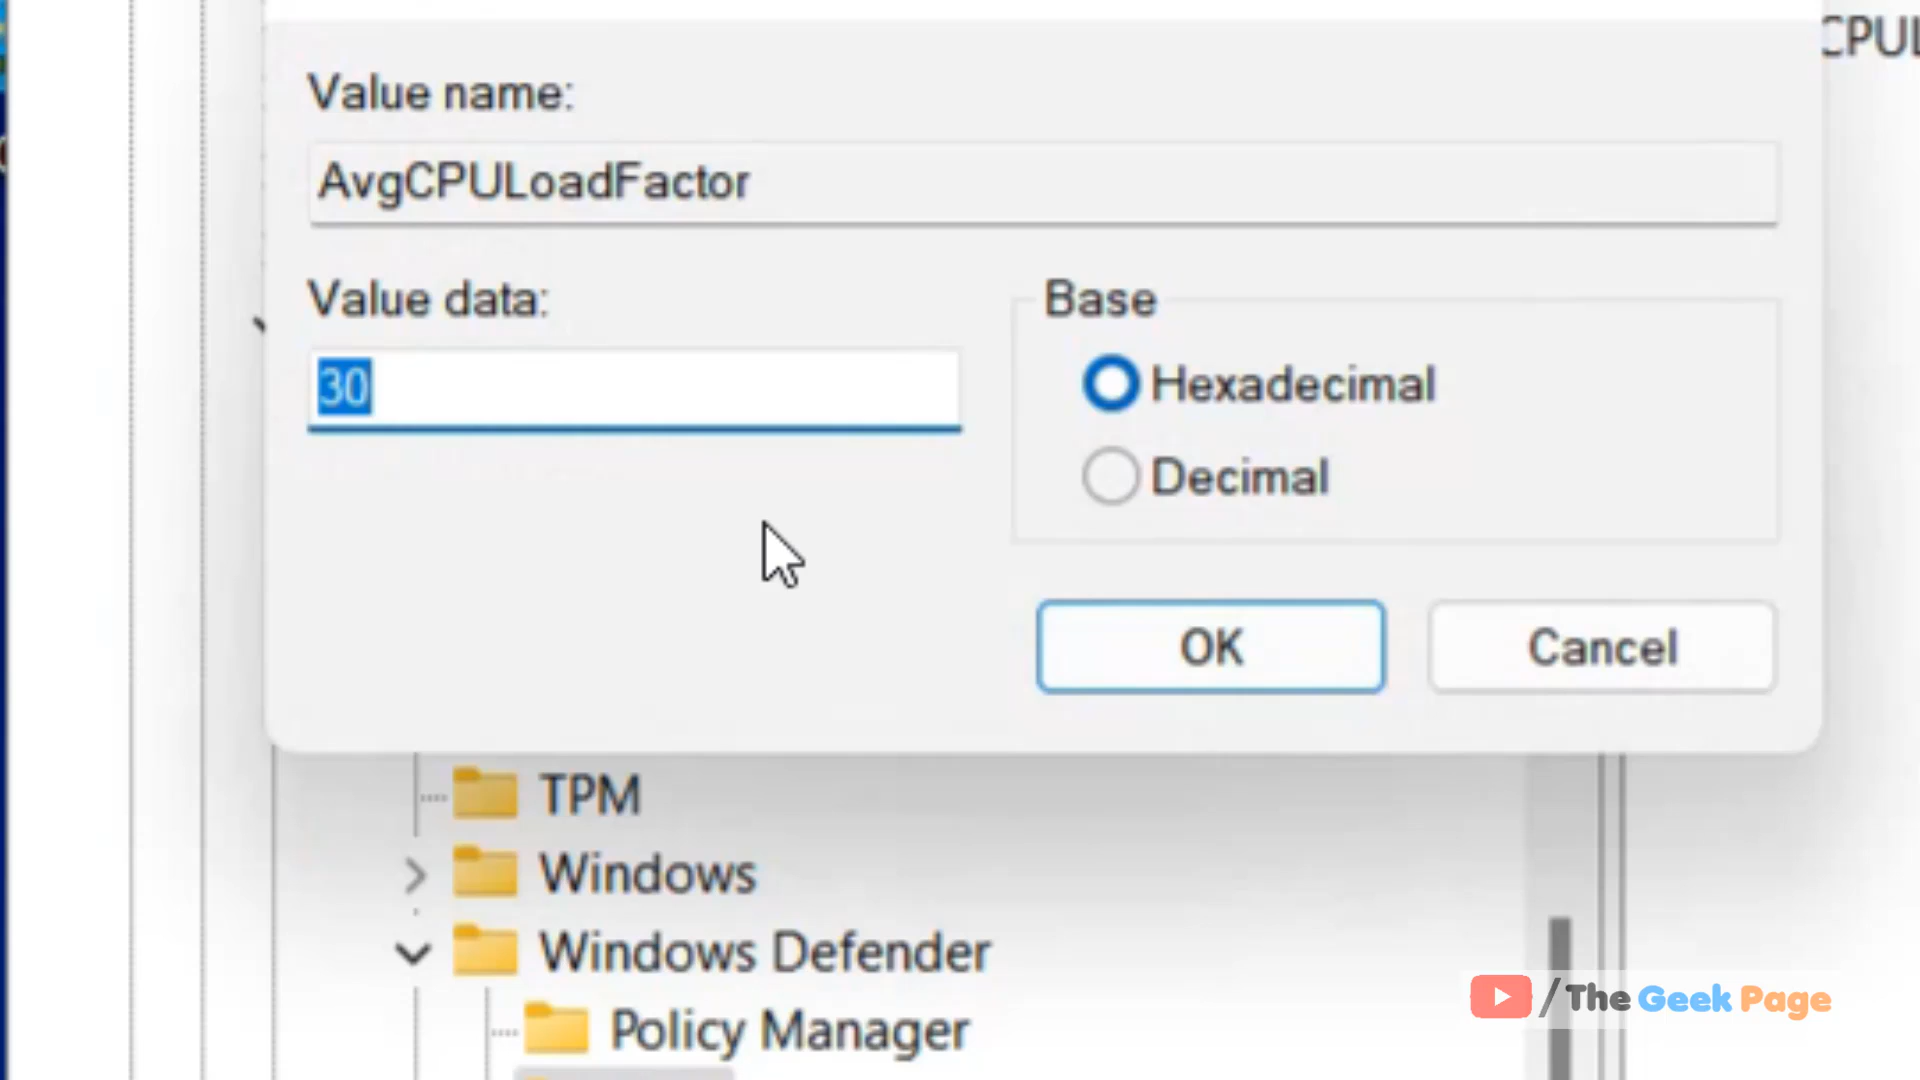 CPUL
Value name:
AvgCPULoadFactor
Value data:
Base
30
Hexadecimal
Decimal
OK
Cancel
TPM
Windows
Windows Defender
Policy Manager
/The Geek Page